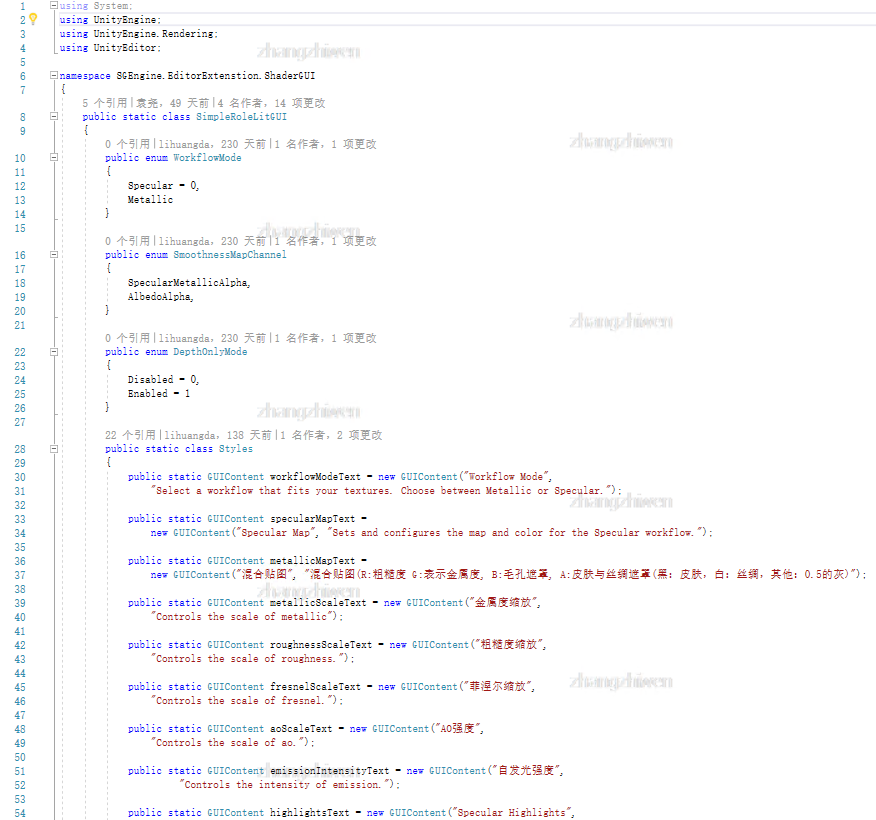 1 using System;
2 using UnityEngine;
3 using UnityEngine.Rendering;
4 using UnityEditor;
zhangzhiwen
5
6 namespace SGEngine.EditorExtenstion.ShaderGUI
7 {
5 个引用|袁尧，49 天前|4 名作者，14 项更改
8 public static class SimpleRoleLitGUI
9 {
0 个引用|lihuangda，230 天前|1 名作者，1 项更改
zhangzhiwen
10 public enum WorkflowMode
11 {
12 Specular = 0,
13 Metallic
14 }
15
zhangzhiwen
0 个引用|lihuangda，230 天前|1 名作者，1 项更改
16 public enum SmoothnessMapChannel
17 {
18 SpecularMetallicAlpha,
19 AlbedoAlpha,
20 }
21
zhangzhiwen
0 个引用|lihuangda，230 天前|1 名作者，1 项更改
22 public enum DepthOnlyMode
23 {
24 Disabled = 0,
25 Enabled = 1
26 }
zhangzhiwen
27
22 个引用|lihuangda，138 天前|1 名作者，2 项更改
28 public static class Styles
29 {
30 public static GUIContent workflowModeText = new GUIContent("Workflow Mode",
31 "Select a workflow that fits your textures. Choose between Metallic or Specular.");
zhangzhiwen
32
33 public static GUIContent specularMapText =
34 new GUIContent("Specular Map", "Sets and configures the map and color for the Specular workflow.");
35
36 public static GUIContent metallicMapText =
37 new GUIContent("混合贴图", "混合贴图(R:粗糙度 G:表示金属度, B:毛孔遮罩, A:皮肤与丝绸遮罩(黑：皮肤，白：丝绸，其他：0.5的灰)");
38
zhangzhiwen
39 public static GUIContent metallicScaleText = new GUIContent("金属度缩放",
40 "Controls the scale of metallic");
41
42 public static GUIContent roughnessScaleText = new GUIContent("粗糙度缩放",
43 "Controls the scale of roughness.");
44
zhangzhiwen
45 public static GUIContent fresnelScaleText = new GUIContent("菲涅尔缩放",
46 "Controls the scale of fresnel.");
47
48 public static GUIContent aoScaleText = new GUIContent("AO强度",
49 "Controls the scale of ao.");
50
zhangzhiwen
51 public static GUIContent emissionIntensityText = new GUIContent("自发光强度",
52 "Controls the intensity of emission.");
53
54 public static GUIContent highlightsText = new GUIContent("Specular Highlights",